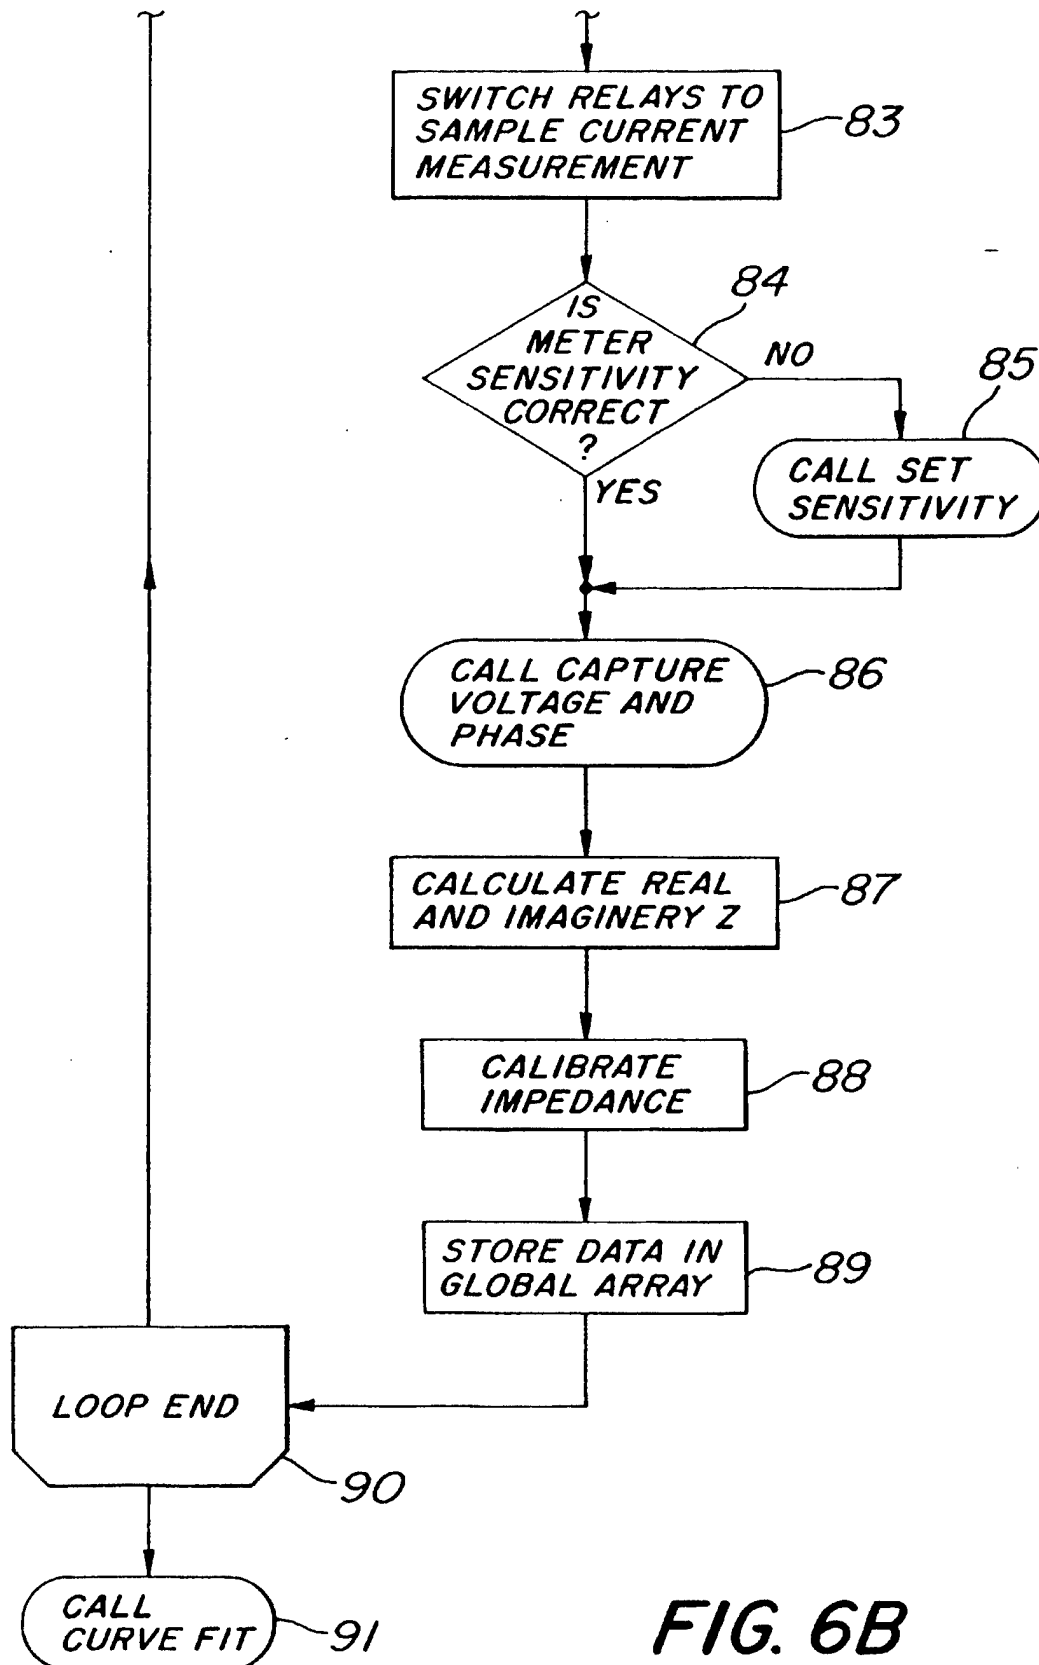 SWITCH RELAYS TO
SAMPLE CURRENT
MEASUREMENT
83
IS
METER
SENSITIVITY
CORRECT
?
84
NO
YES
85
CALL SET
SENSITIVITY
CALL CAPTURE
VOLTAGE AND
PHASE
86
CALCULATE REAL
AND IMAGINERY Z
87
CALIBRATE
IMPEDANCE
88
STORE DATA IN
GLOBAL ARRAY
89
LOOP END
90
CALL
CURVE FIT
91
FIG. 6B